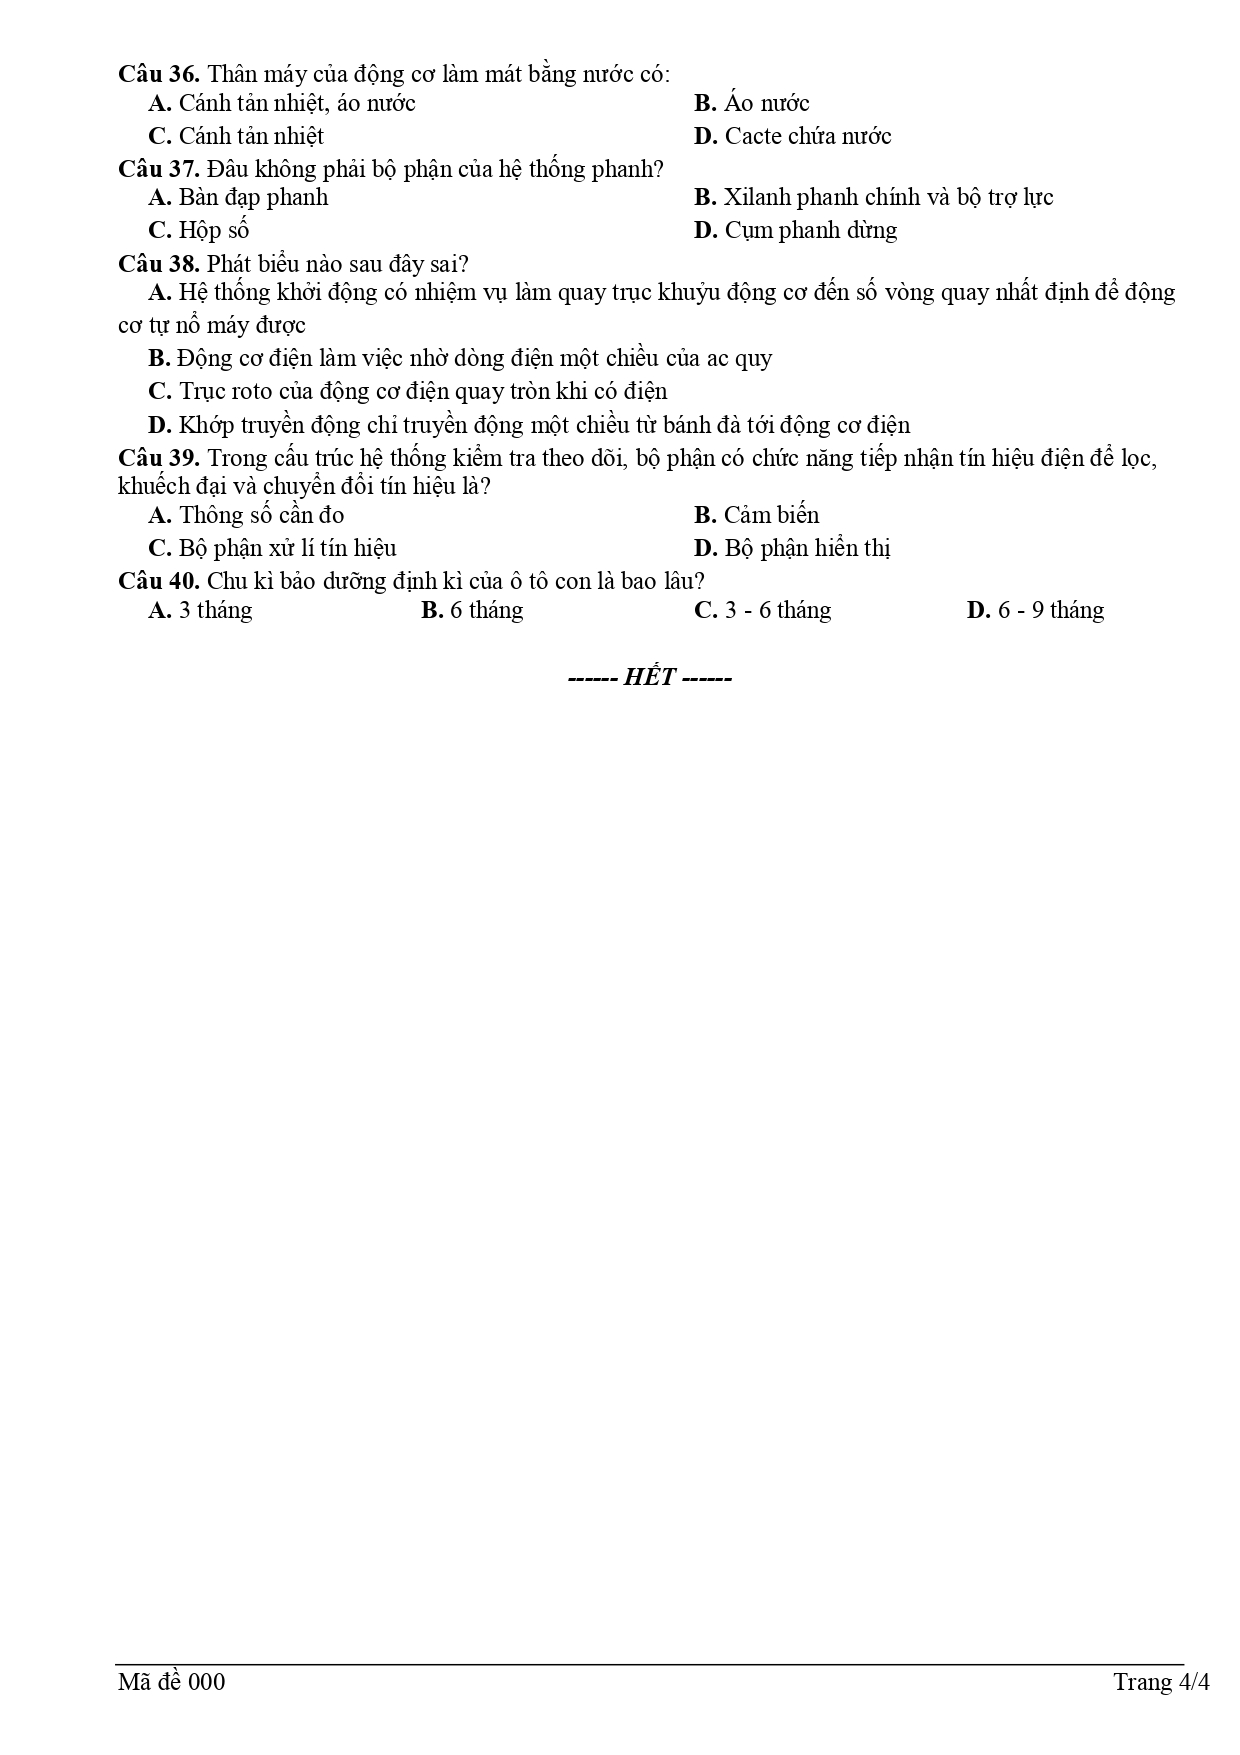 Câu 36. Thân máy của động cơ làm mát bằng nước có:
A. Cánh tản nhiệt, áo nước B. Áo nước
C. Cánh tản nhiệt D. Cacte chứa nước
Câu 37. Đâu không phải bộ phận của hệ thống phanh?
A. Bàn đạp phanh B. Xilanh phanh chính và bộ trợ lực
C. Hộp số D. Cụm phanh dừng
Câu 38. Phát biểu nào sau đây sai?
A. Hệ thống khởi động có nhiệm vụ làm quay trục khuỷu động cơ đến số vòng quay nhất định để động
cơ tự nổ máy được
B. Động cơ điện làm việc nhờ dòng điện một chiều của ac quy
C. Trục roto của động cơ điện quay tròn khi có điện
D. Khớp truyền động chỉ truyền động một chiều từ bánh đà tới động cơ điện
Câu 39. Trong cấu trúc hệ thống kiểm tra theo dõi, bộ phận có chức năng tiếp nhận tín hiệu điện để lọc,
khuếch đại và chuyển đổi tín hiệu là?
A. Thông số cần đo B. Cảm biến
C. Bộ phận xử lí tín hiệu D. Bộ phận hiển thị
Câu 40. Chu kì bảo dưỡng định kì của ô tô con là bao lâu?
A. 3 tháng B. 6 tháng C. 3 - 6 tháng D. 6 - 9 tháng
------ HẾT ------
Mã đề 000 Trang 4/4